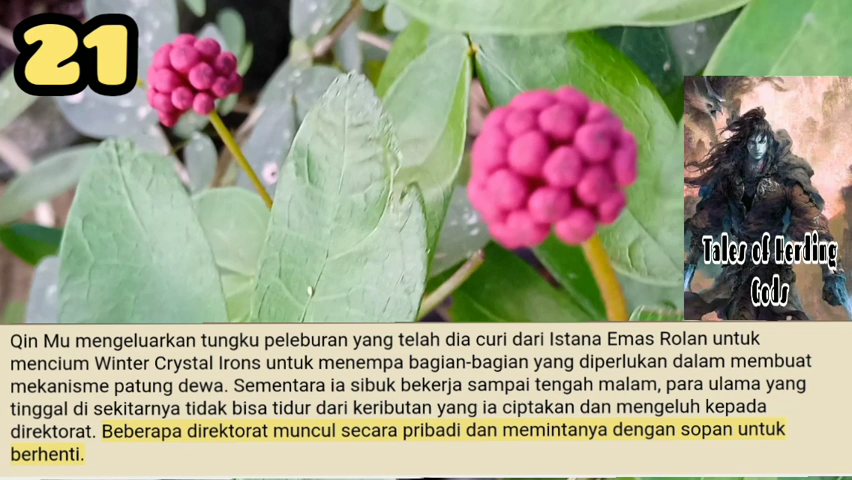 21
Tales of Herding
Gods
Qin Mu mengeluarkan tungku peleburan yang telah dia curi dari Istana Emas Rolan untuk
mencium Winter Crystal Irons untuk menempa bagian-bagian yang diperlukan dalam membuat
mekanisme patung dewa. Sementara ia sibuk bekerja sampai tengah malam, para ulama yang
tinggal di sekitarnya tidak bisa tidur dari keributan yang ia ciptakan dan mengeluh kepada
direktorat. Beberapa direktorat muncul secara pribadi dan memintanya dengan sopan untuk
berhenti.